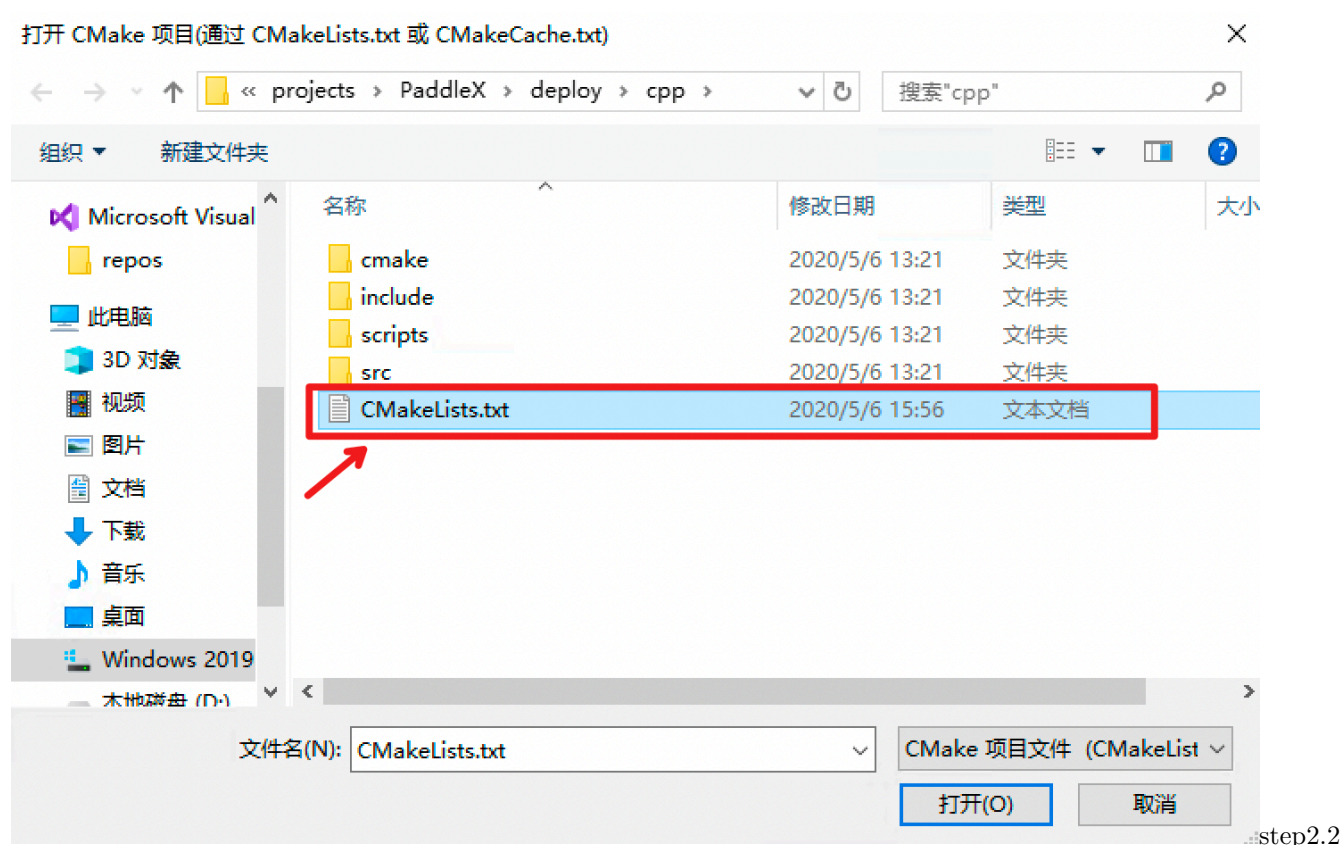 打开 CMake 项目(通过 CMakeLists.txt 或 CMakeCache.txt)
« projects › PaddleX › deploy › cpp ›
搜索"cpp"
组织
新建文件夹
Microsoft Visual
repos
此电脑
3D 对象
视频
图片
文档
下载
音乐
桌面
Windows 2019
本地磁盘 (D:)
名称 修改日期 类型 大小
cmake 2020/5/6 13:21 文件夹
include 2020/5/6 13:21 文件夹
scripts 2020/5/6 13:21 文件夹
src 2020/5/6 13:21 文件夹
CMakeLists.txt 2020/5/6 15:56 文本文档
文件名(N): CMakeLists.txt
CMake 项目文件 (CMakeList
打开(O) 取消
step2.2